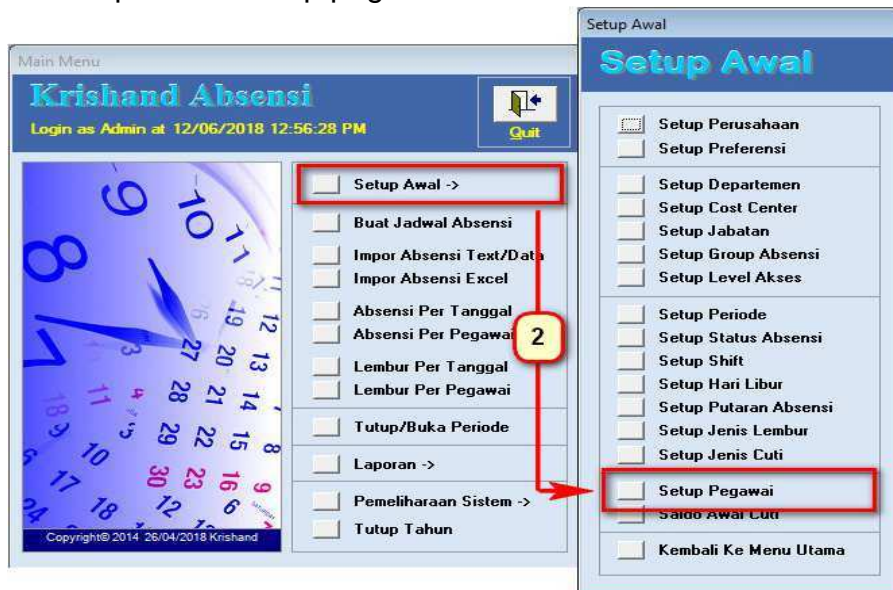 Main Menu
Krishand Absensi
Login as Admin at 12/06/2018 12:56:28 PM
Quit
Setup Awal ->
Buat Jadwal Absensi
Impor Absensi Text/Data
Impor Absensi Excel
Absensi Per Tanggal
Absensi Per Pegawai
Lembur Per Tanggal
Lembur Per Pegawai
Tutup/Buka Periode
Laporan ->
Pemeliharaan Sistem ->
Tutup Tahun
Copyright© 2014 26/04/2018 Krishand
2
Setup Awal
Setup Awal
Setup Perusahaan
Setup Preferensi
Setup Departemen
Setup Cost Center
Setup Jabatan
Setup Group Absensi
Setup Level Akses
Setup Periode
Setup Status Absensi
Setup Shift
Setup Hari Libur
Setup Putaran Absensi
Setup Jenis Lembur
Setup Jenis Cuti
Setup Pegawai
Saldo Awal Cuti
Kembali Ke Menu Utama